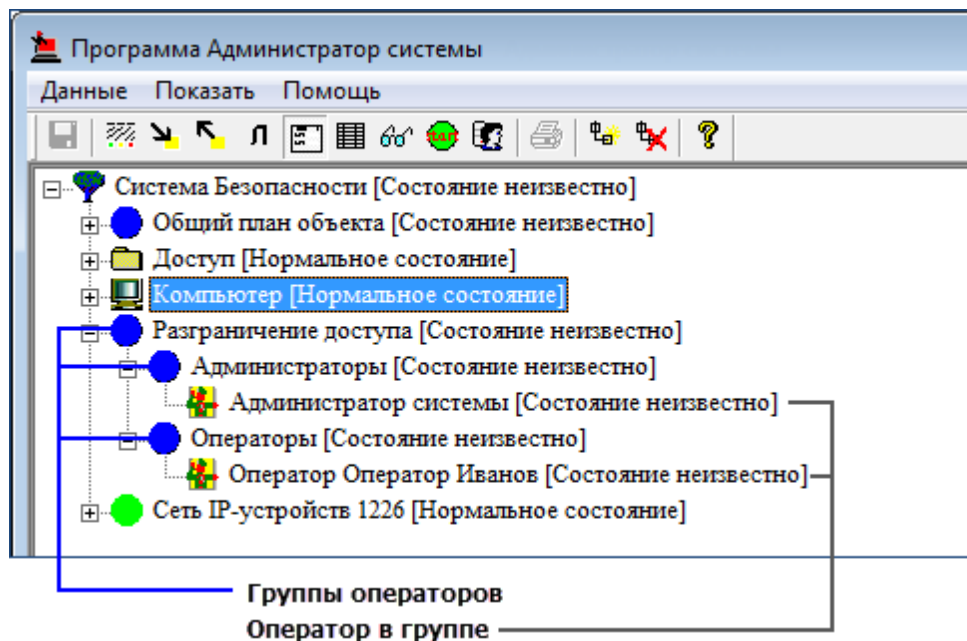 Программа Администратор системы
Данные Показать Помощь
Л start ?
Система Безопасности [Состояние неизвестно]
Общий план объекта [Состояние неизвестно]
Доступ [Нормальное состояние]
Компьютер [Нормальное состояние]
Разграничение доступа [Состояние неизвестно]
Администраторы [Состояние неизвестно]
Администратор системы [Состояние неизвестно]
Операторы [Состояние неизвестно]
Оператор Оператор Иванов [Состояние неизвестно]
Сеть IP-устройств 1226 [Нормальное состояние]
Группы операторов
Оператор в группе